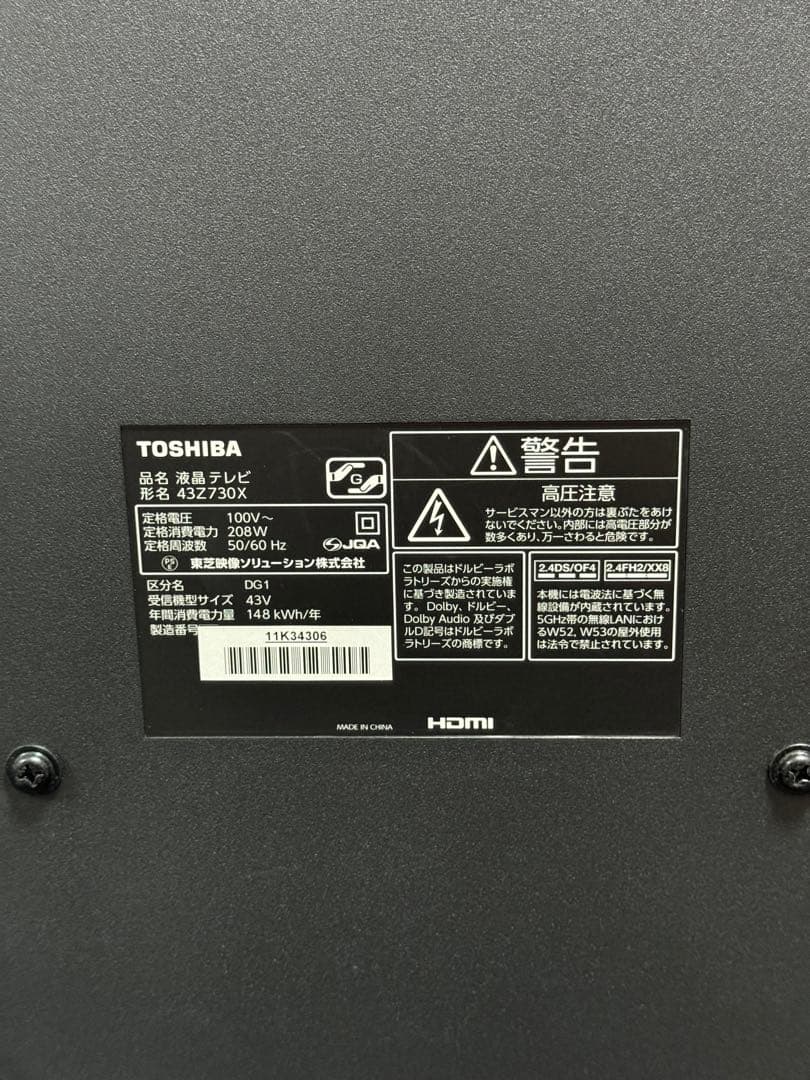 TOSHIBA
品名 液晶テレビ
形名 43Z730X
G
定格電圧 100V～
定格消費電力 208W
定格周波数 50/60 Hz
JQA
PS
E
東芝映像ソリューション株式会社
区分名 DG1
受信機型サイズ 43V
年間消費電力量 148 kWh/年
製造番号
11K34306
警告
高圧注意
サービスマン以外の方は裏ぶたをあけ
ないでください。内部には高電圧部分が
数多くあり、万一さわると危険です。
この製品はドルビーラボ
ラトリーズからの実施権
に基づき製造されていま
す。Dolby、ドルビー、
Dolby Audio 及びダブ
ルD記号はドルビーラボ
ラトリーズの商標です。
2.4DS/OF4 2.4FH2/XX8
本機には電波法に基づく無
線設備が内蔵されています。
5GHz帯の無線LANにおけ
るW52、W53の屋外使用
は法令で禁止されています。
MADE IN CHINA
HDMI